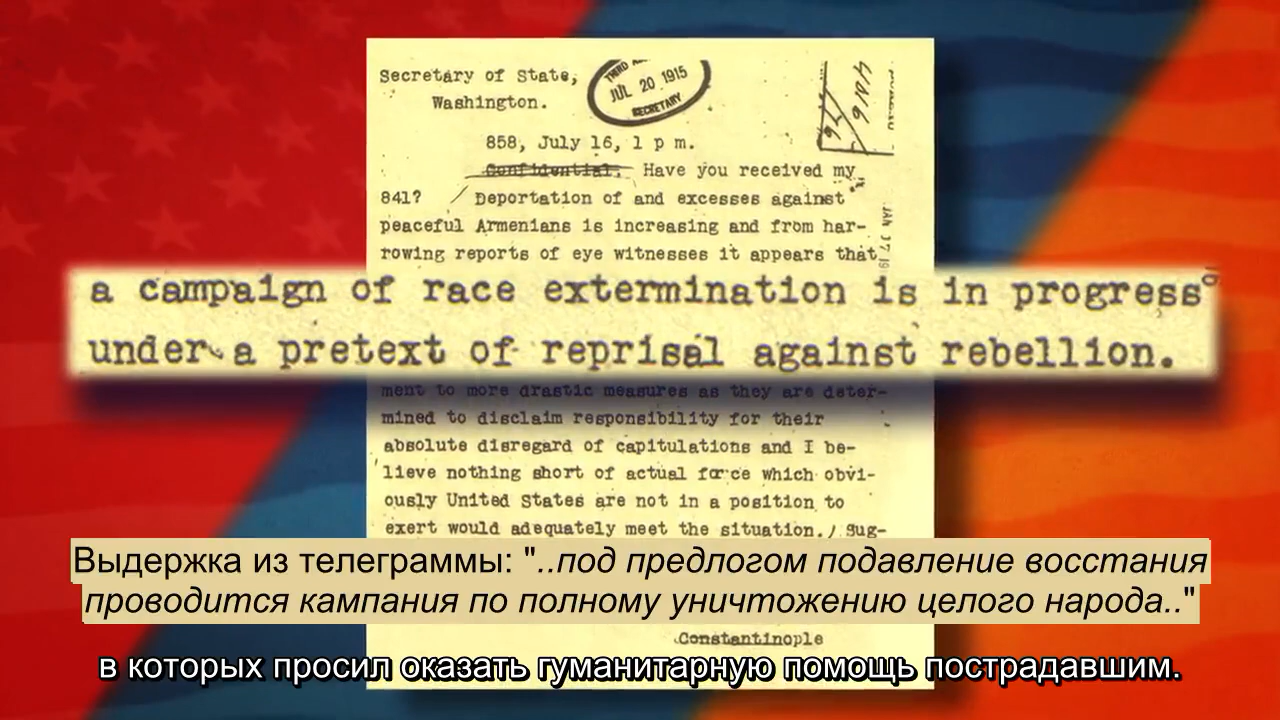 Secretary of State,
Washington.
JUL 20 1915
SECRETARY
858, July 16, 1 p m.
Confidential. Have you received my
841? Deportation of and excesses against
peaceful Armenians is increasing and from har-
rowing reports of eye witnesses it appears that
a campaign of race extermination is in progress
under a pretext of reprisal against rebellion.
ment to more drastic measures as they are deter-
mined to disclaim responsibility for their
absolute disregard of capitulations and I be-
lieve nothing short of actual force which obvi-
ously United States are not in a position to
exert would adequately meet the situation. Sug-
Выдержка из телеграммы: "..под предлогом подавление восстания
проводится кампания по полному уничтожению целого народа.."
Constantinople
в которых просил оказать гуманитарную помощь пострадавшим.